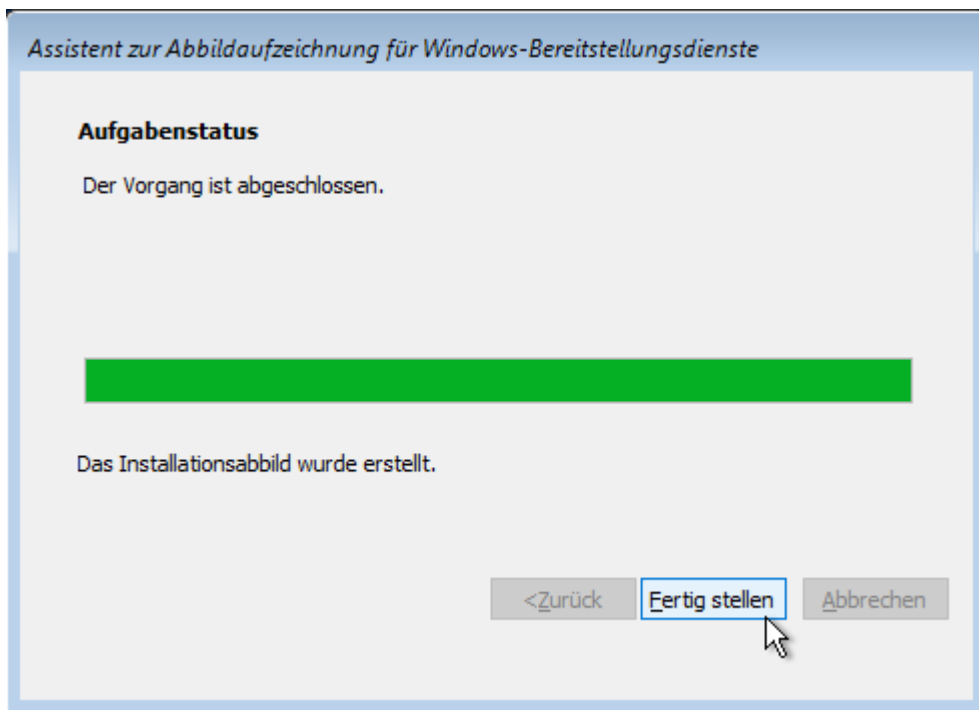 Assistent zur Abbildaufzeichnung für Windows-Bereitstellungsdienste
Aufgabenstatus
Der Vorgang ist abgeschlossen.
Das Installationsabbild wurde erstellt.
<Zurück Fertig stellen Abbrechen